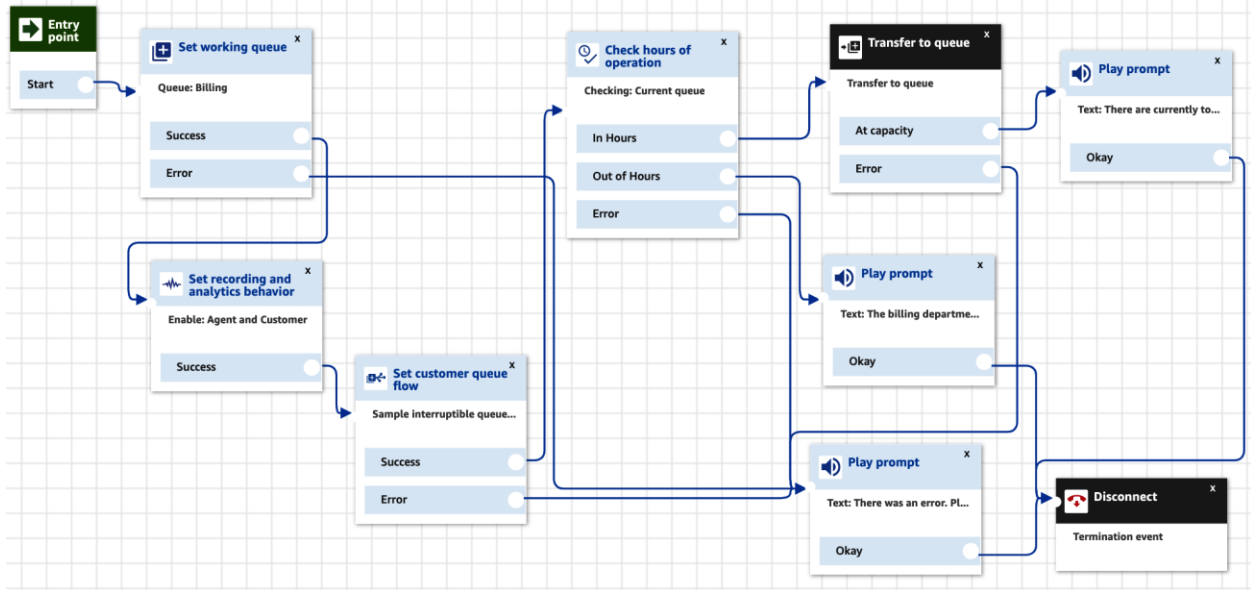 Entry
point
Start
Set working queue
x
Queue: Billing
Success
Error
Set recording and
analytics behavior
x
Enable: Agent and Customer
Success
Set customer queue
flow
x
Sample interruptible queue...
Success
Error
Check hours of
operation
x
Checking: Current queue
In Hours
Out of Hours
Error
Transfer to queue
x
Transfer to queue
At capacity
Error
Play prompt
x
Text: There are currently to...
Okay
Play prompt
x
Text: The billing departme...
Okay
Play prompt
x
Text: There was an error. Pl...
Okay
Disconnect
x
Termination event